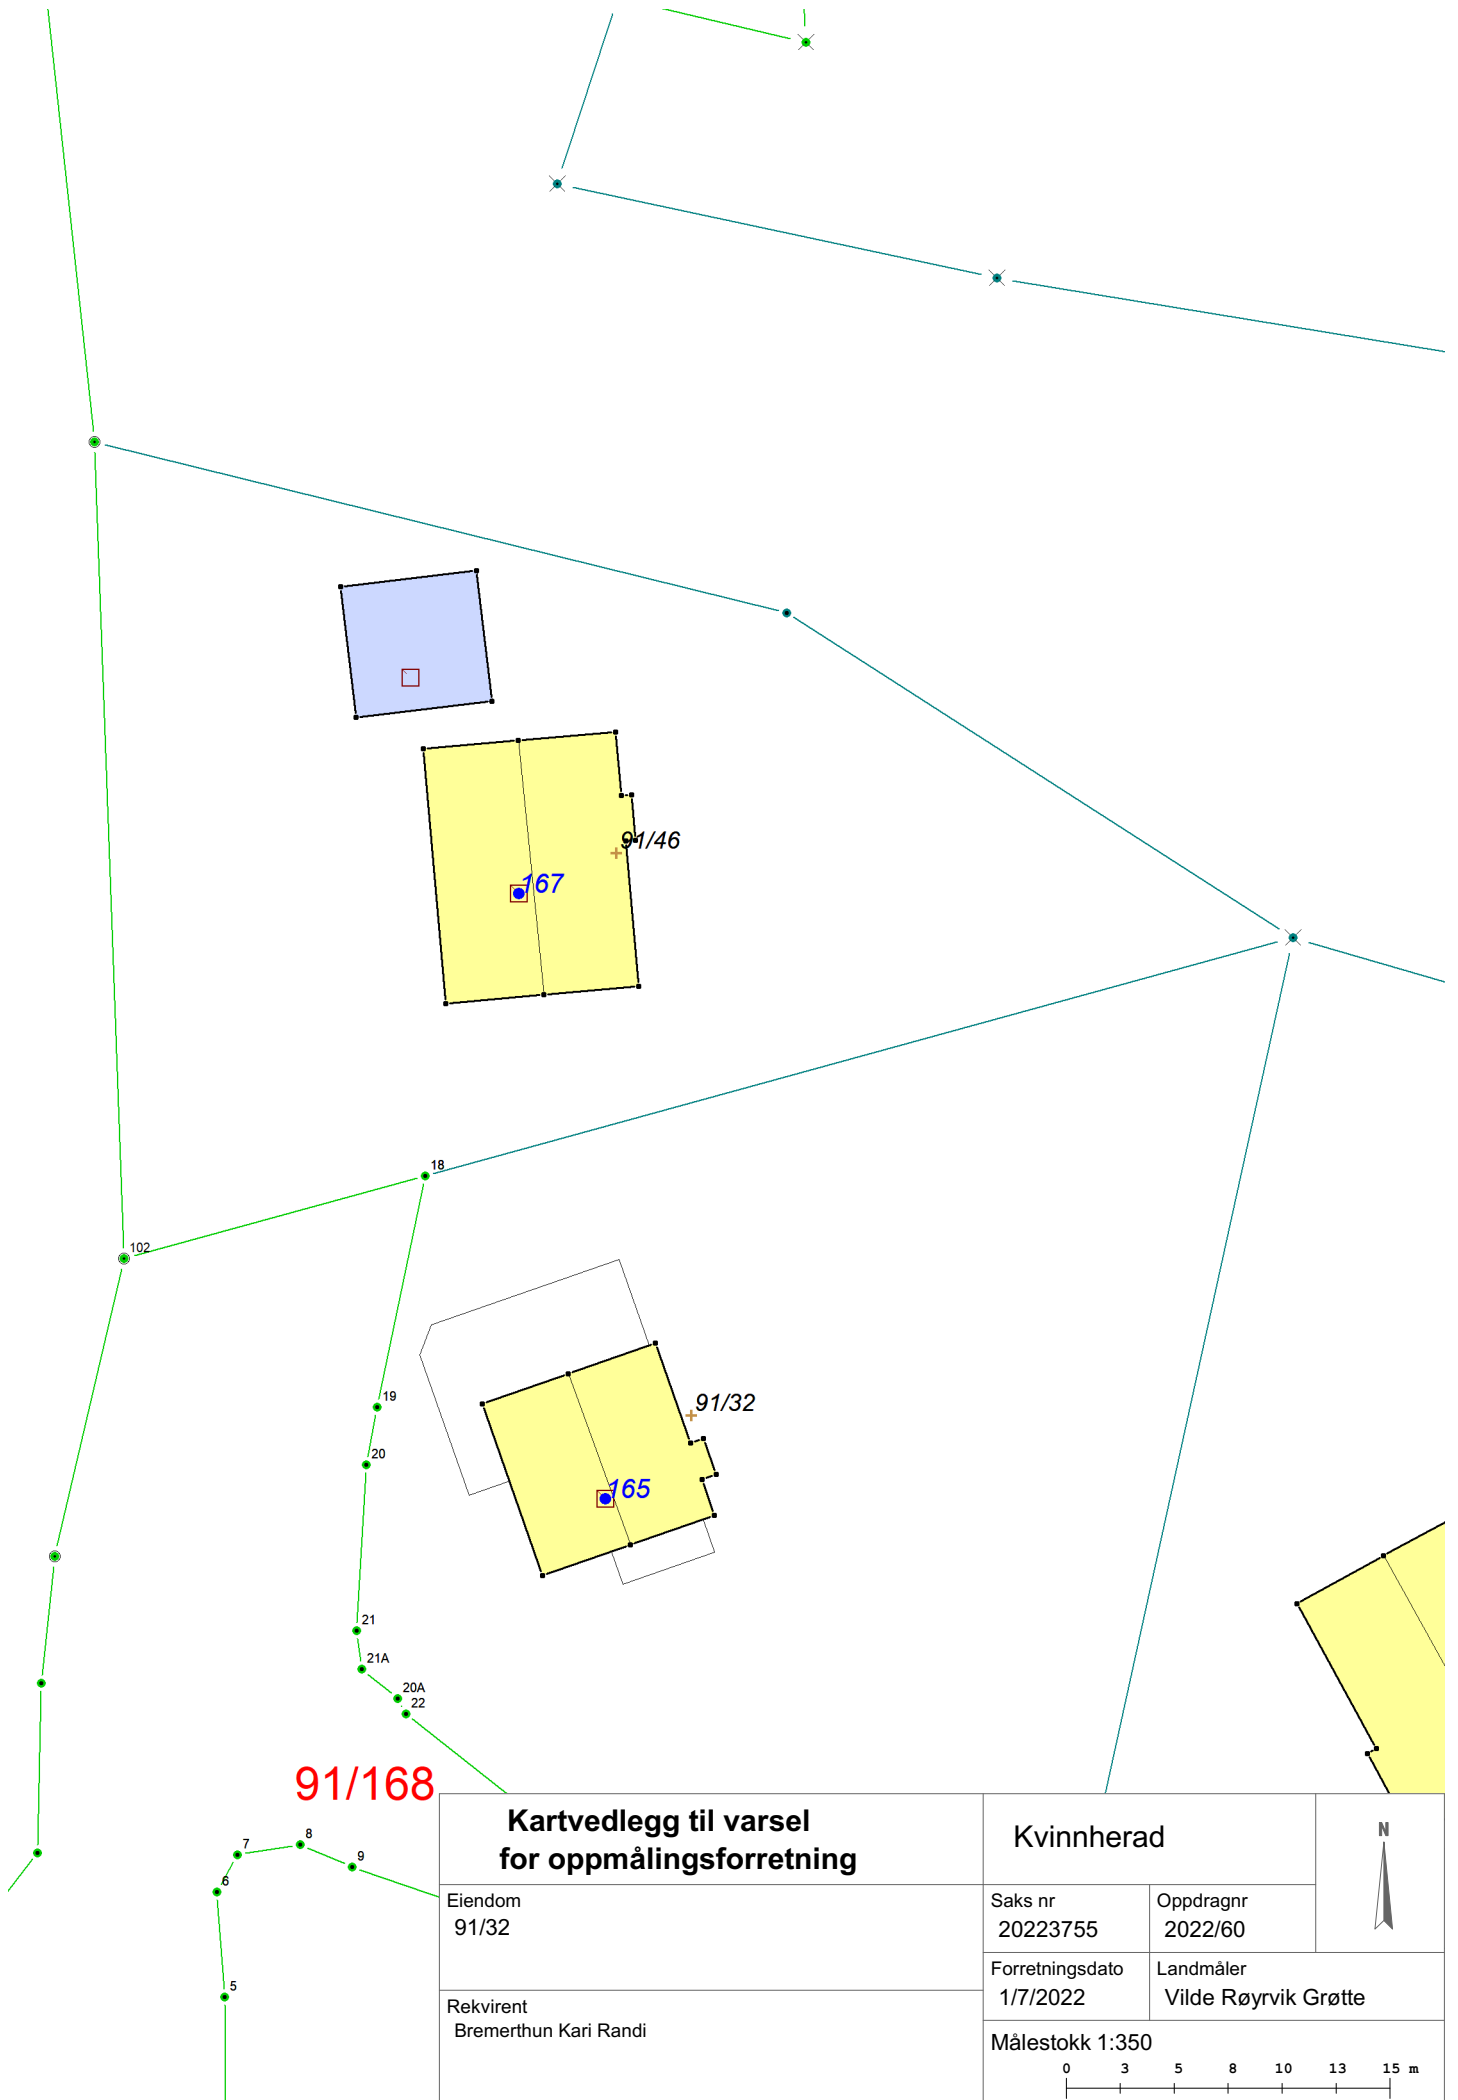 91/46
167
18
102
19
91/32
20
165
21
21A
20A
22
91/168
8
7
9
6
5
Kartvedlegg til varsel
for oppmålingsforretning
Kvinnherad
N
Eiendom
91/32
Saks nr
20223755
Oppdragnr
2022/60
Forretningsdato
1/7/2022
Landmåler
Vilde Røyrvik Grøtte
Rekvirent
Bremerthun Kari Randi
Målestokk 1:350
0 3 5 8 10 13 15 m